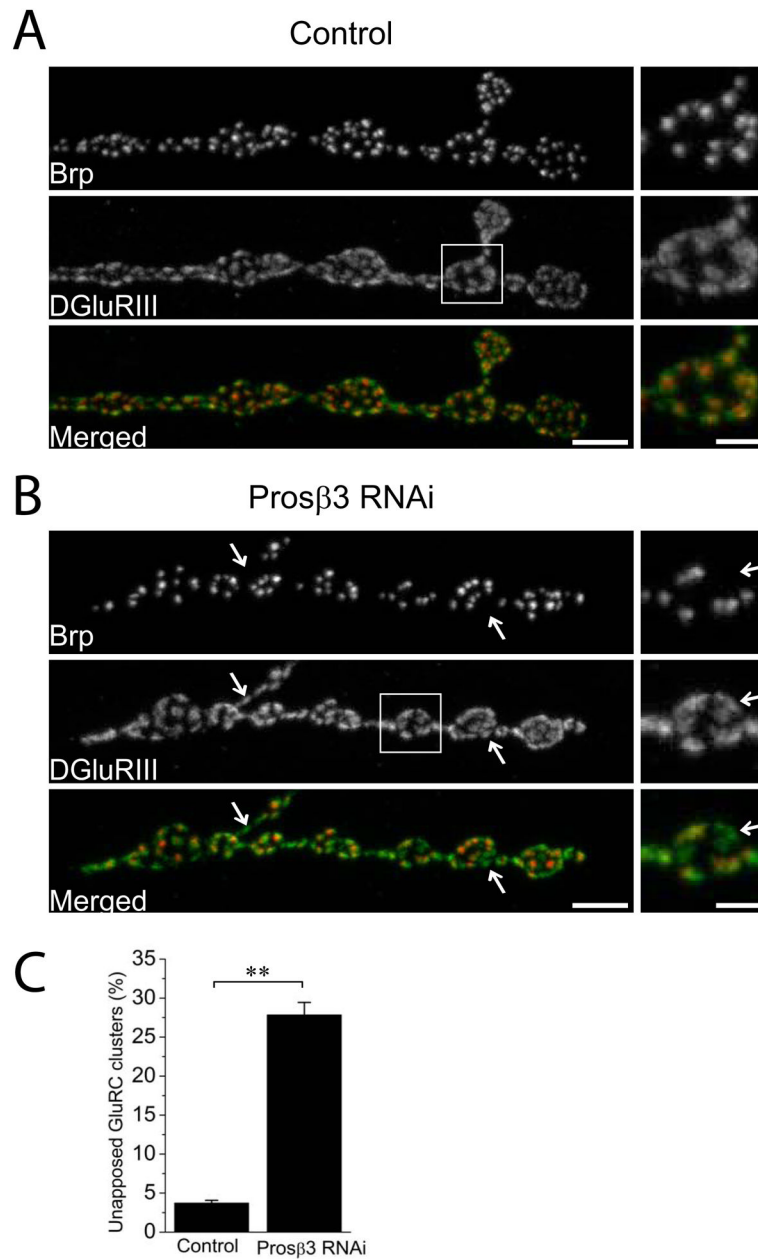 A
Control
Brp
DGluRIII
Merged
B
Prosβ3 RNAi
Brp
DGluRIII
Merged
C
Unapposed GluRC clusters (%)
35
30
25
20
15
10
5
0
**
Control
Prosβ3 RNAi